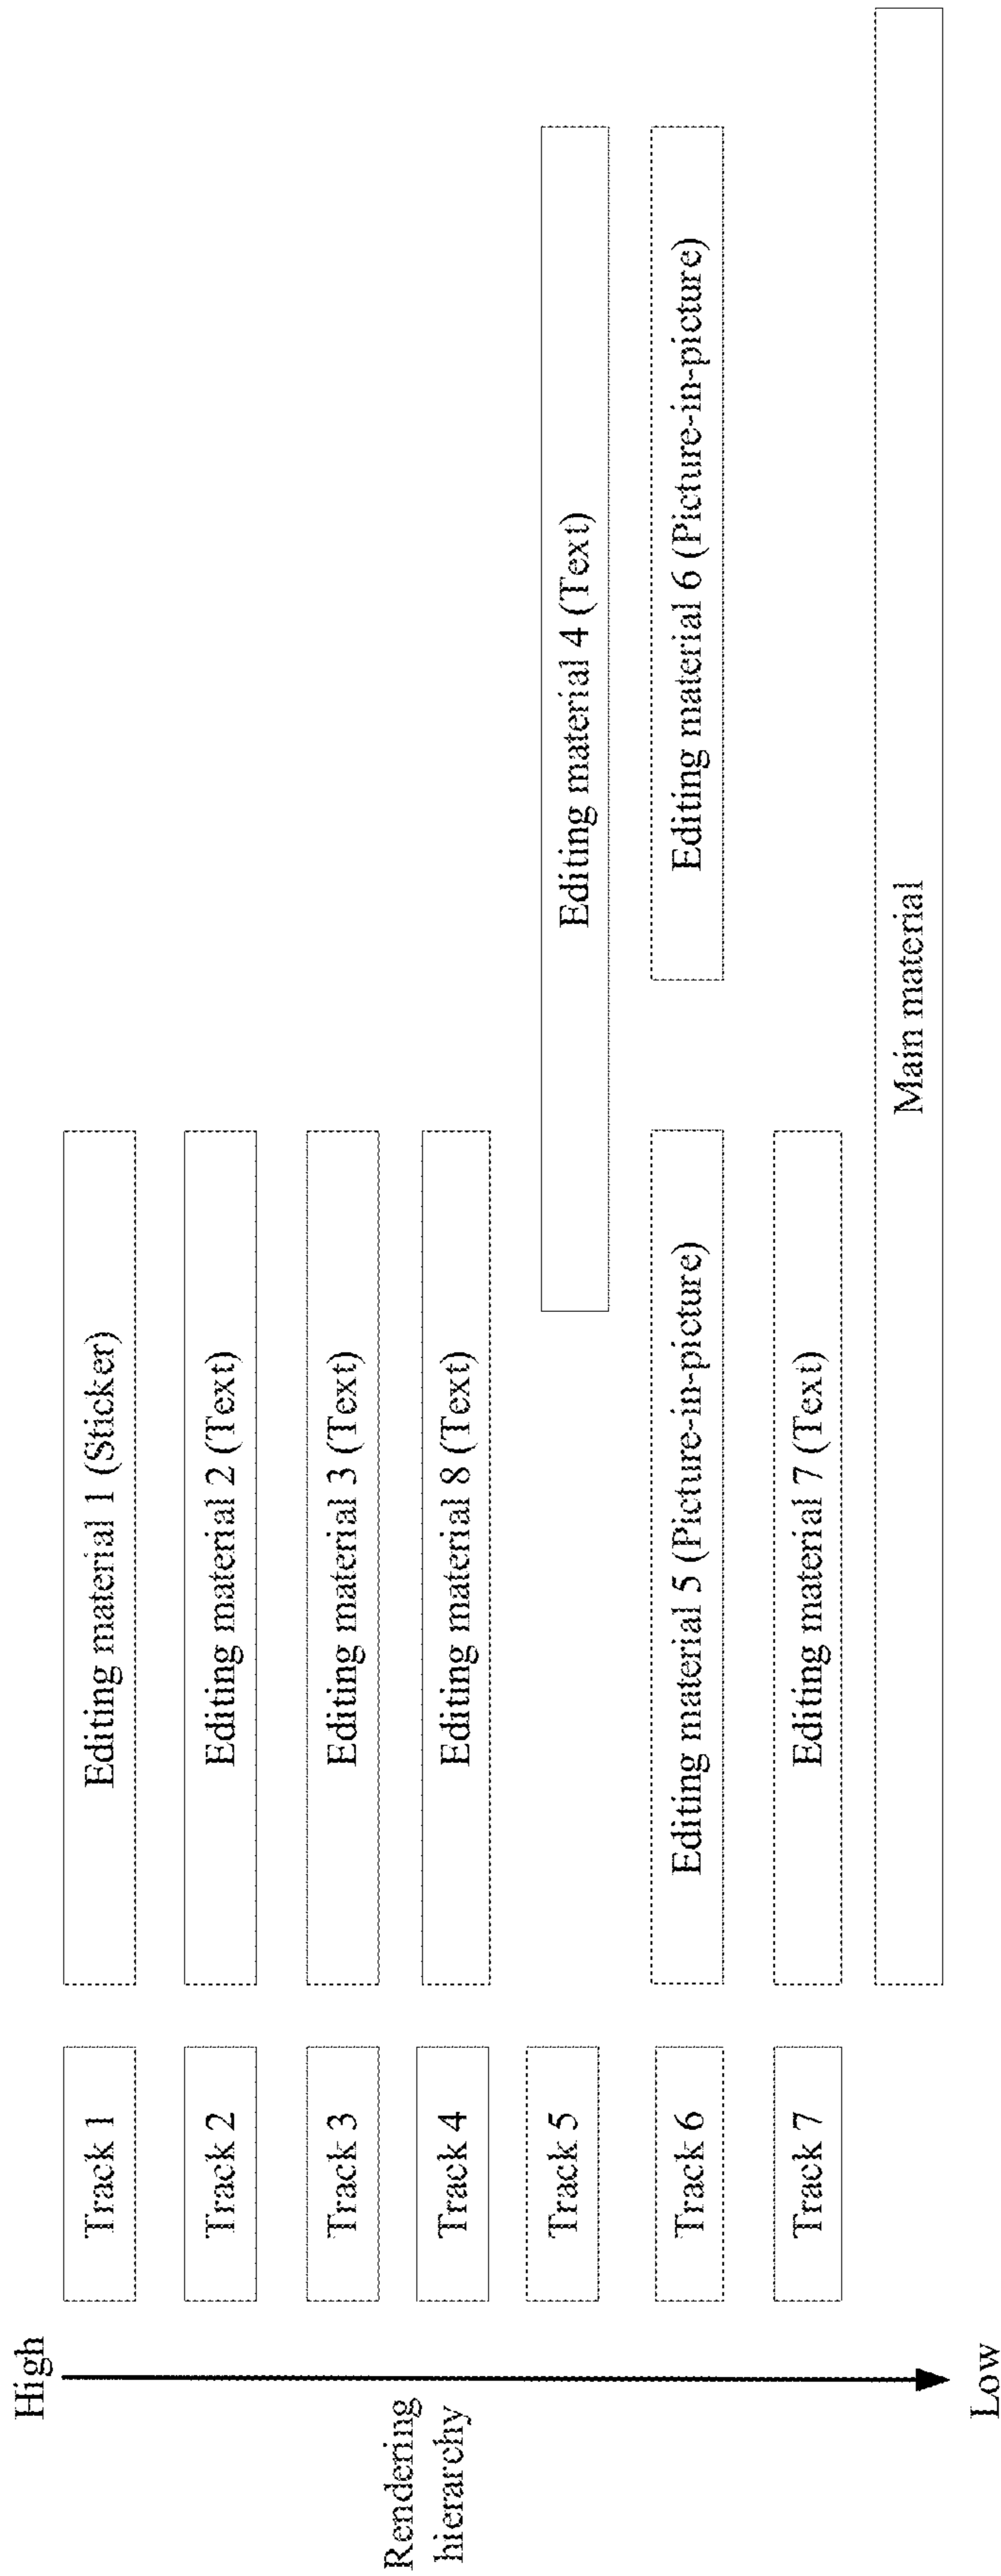 High
Rendering
hierarchy
Low
Track 1
Editing material 1 (Sticker)
Track 2
Editing material 2 (Text)
Track 3
Editing material 3 (Text)
Track 4
Editing material 8 (Text)
Track 5
Editing material 4 (Text)
Track 6
Editing material 5 (Picture-in-picture)
Editing material 6 (Picture-in-picture)
Track 7
Editing material 7 (Text)
Main material